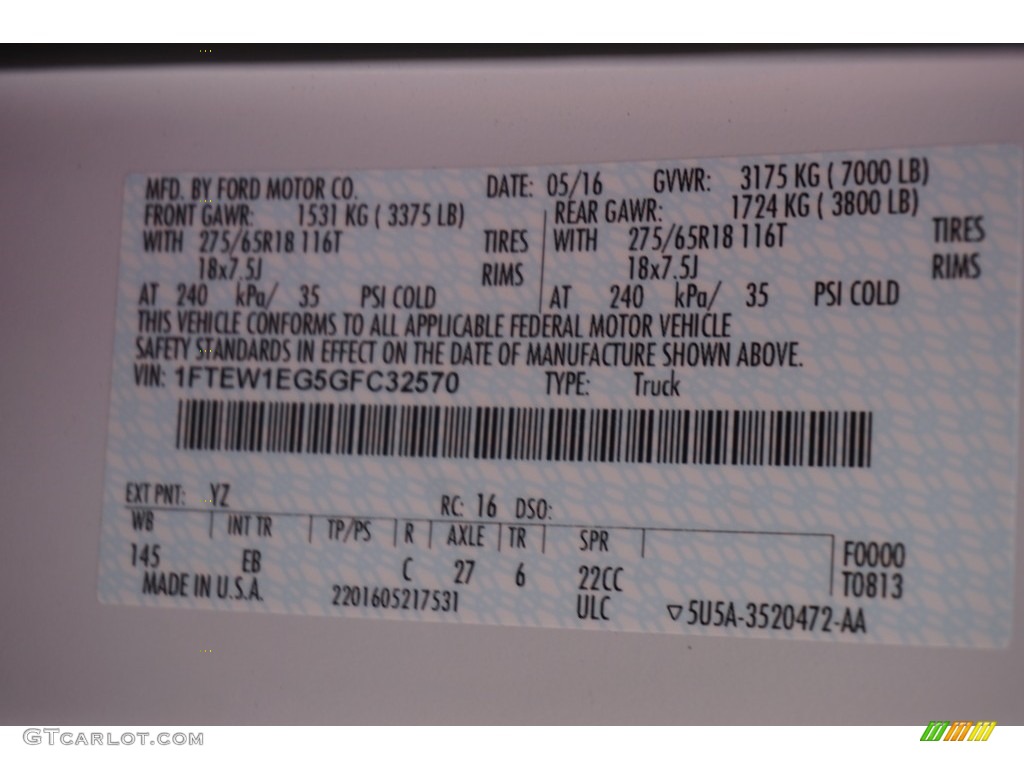 MFD. BY FORD MOTOR CO. DATE: 05/16 GVWR: 3175 KG ( 7000 LB)
FRONT GAWR: 1531 KG ( 3375 LB) REAR GAWR: 1724 KG ( 3800 LB)
WITH 275/65R18 116T TIRES WITH 275/65R18 116T TIRES
18x7.5J RIMS 18x7.5J RIMS
AT 240 kPa/ 35 PSI COLD AT 240 kPa/ 35 PSI COLD
THIS VEHICLE CONFORMS TO ALL APPLICABLE FEDERAL MOTOR VEHICLE
SAFETY STANDARDS IN EFFECT ON THE DATE OF MANUFACTURE SHOWN ABOVE.
VIN: 1FTEW1EG5GFC32570 TYPE: Truck
EXT PNT: YZ RC: 16 DSO:
WB INT TR TP/PS R AXLE TR SPR
145 EB C 27 6 22CC F0000
T0813
MADE IN U.S.A. 2201605217531 ULC ▽5U5A-3520472-AA
GTCARLOT.COM